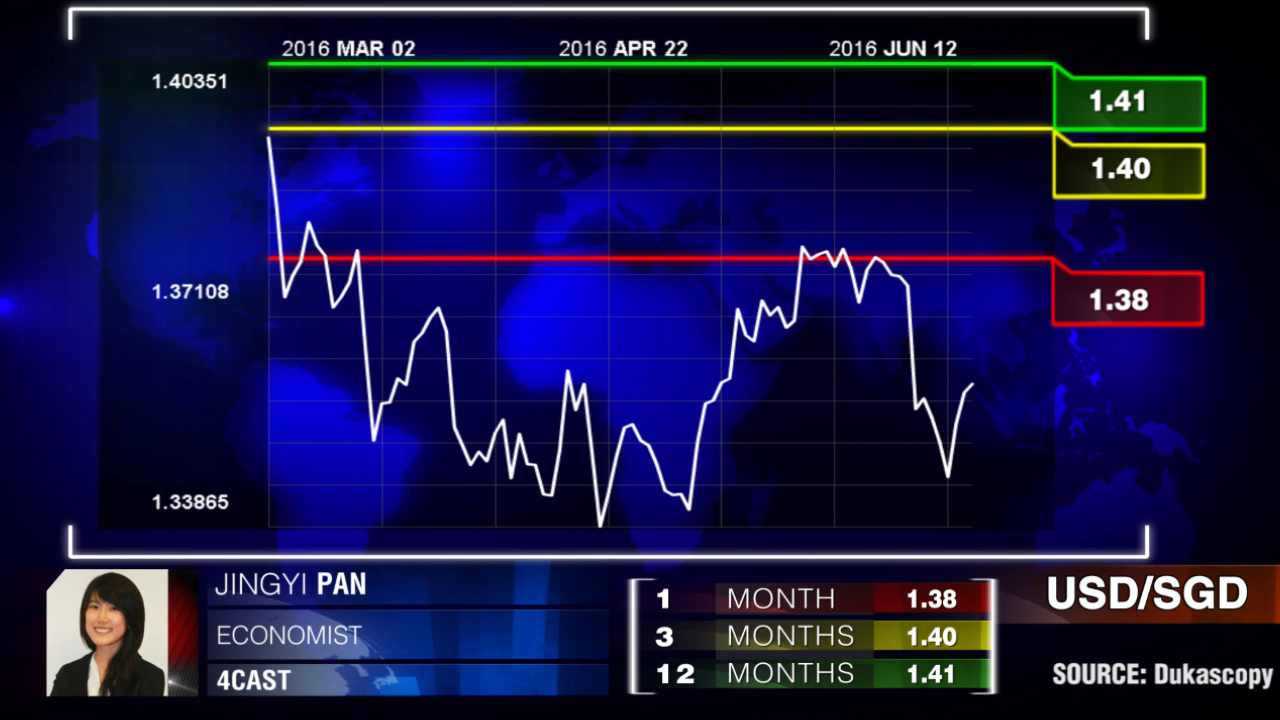 2016 MAR 02
2016 APR 22
2016 JUN 12
1.40351
1.41
1.40
1.37108
1.38
1.33865
JINGYI PAN
ECONOMIST
4CAST
1 MONTH 1.38
3 MONTHS 1.40
12 MONTHS 1.41
USD/SGD
SOURCE: Dukascopy